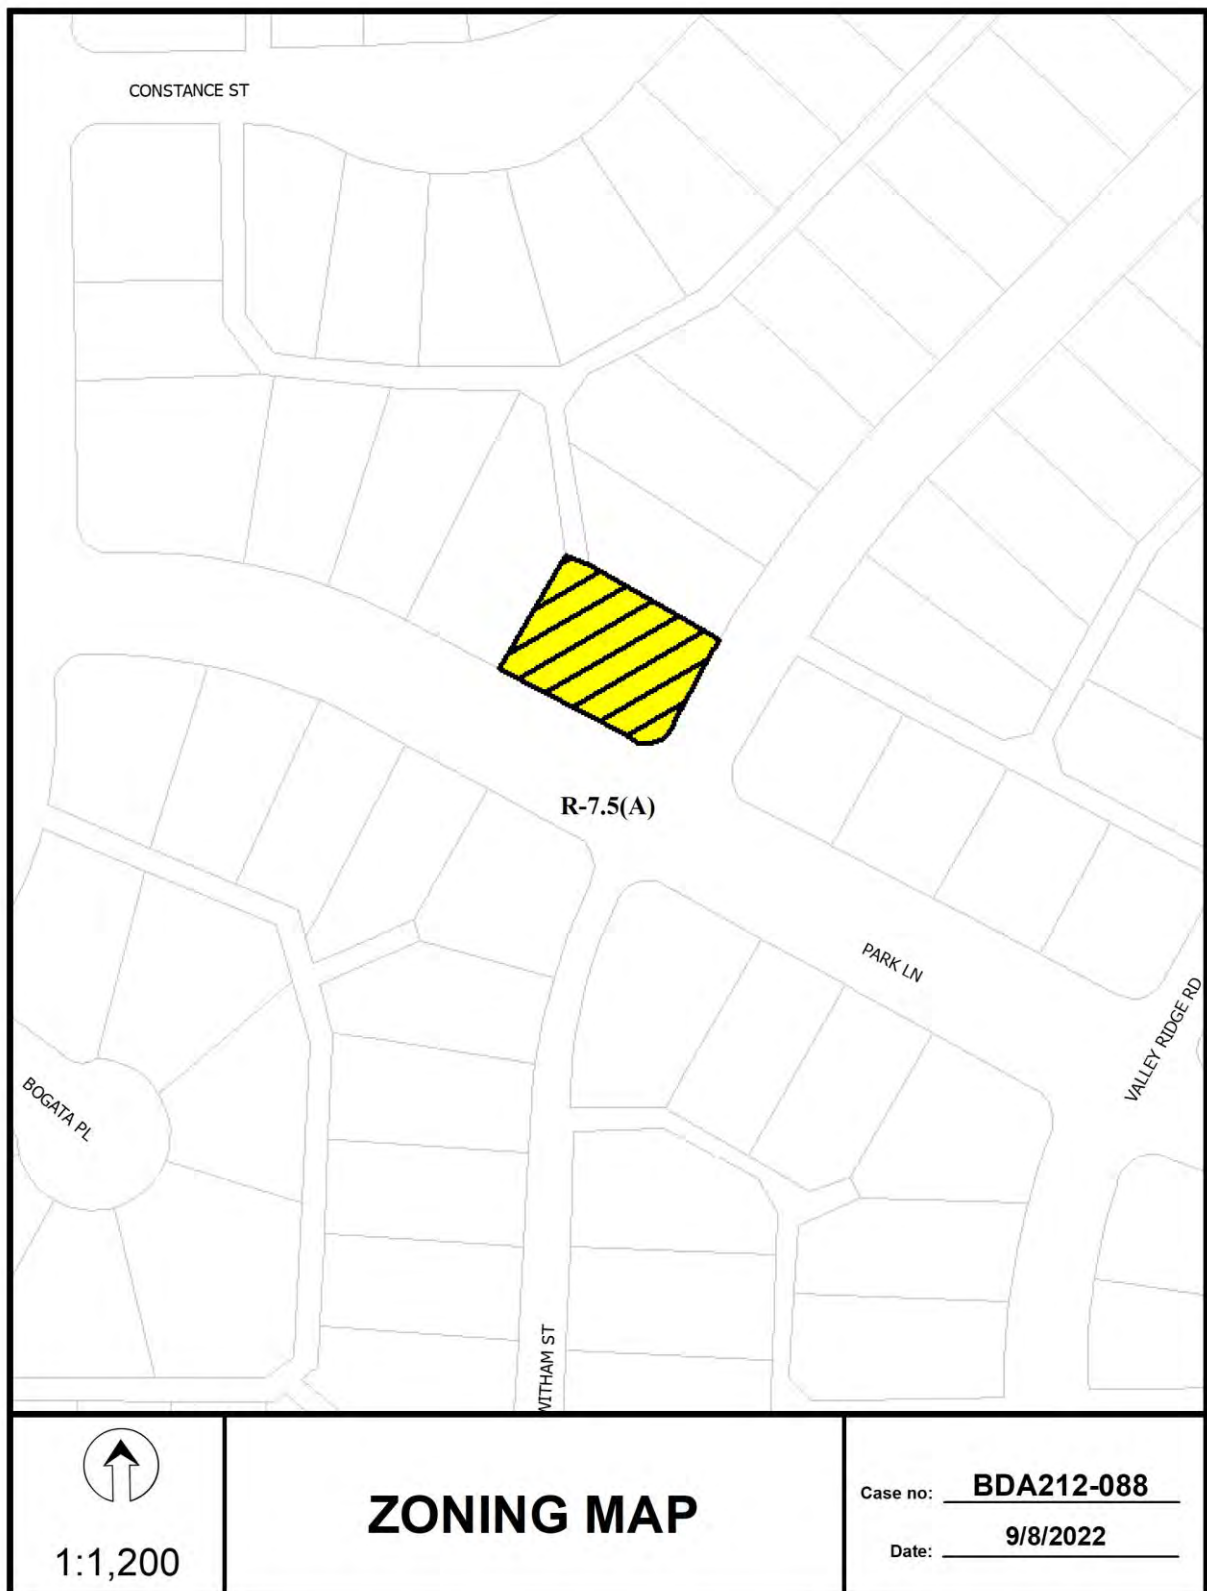 CONSTANCE ST
R-7.5(A)
PARK LN
VALLEY RIDGE RD
BOGATA PL
WITHAM ST
1:1,200
ZONING MAP
Case no: BDA212-088
Date: 9/8/2022